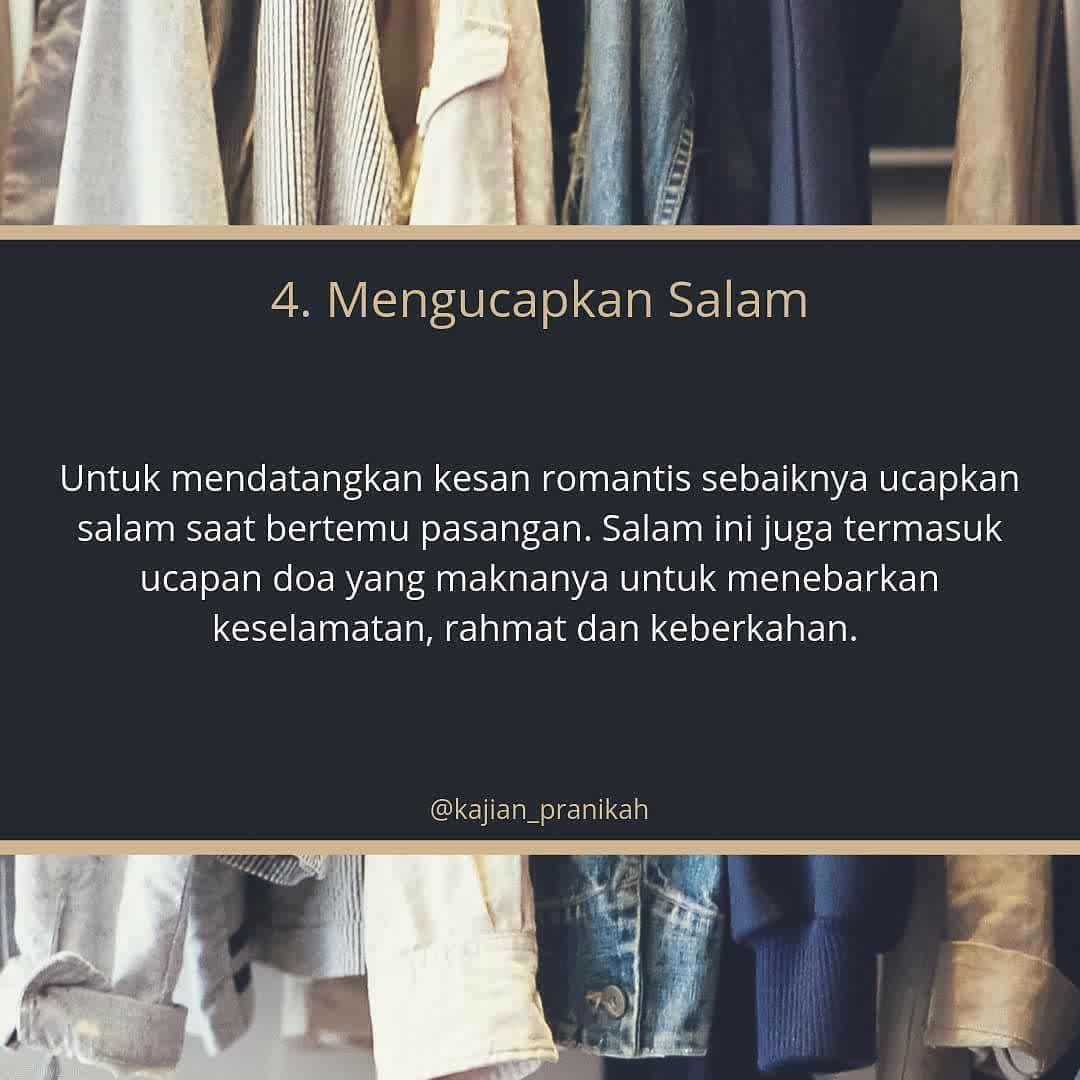 4. Mengucapkan Salam
Untuk mendatangkan kesan romantis sebaiknya ucapkan
salam saat bertemu pasangan. Salam ini juga termasuk
ucapan doa yang maknanya untuk menebarkan
keselamatan, rahmat dan keberkahan.
@kajian_pranikah